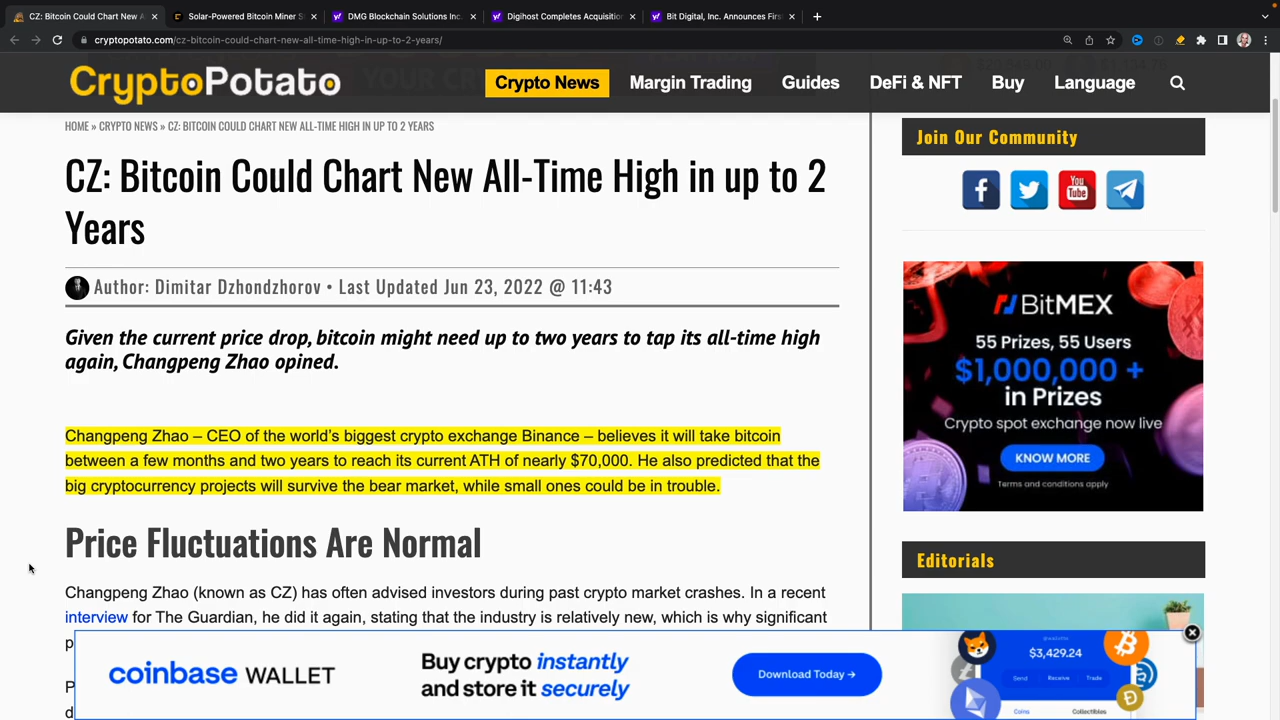 CZ: Bitcoin Could Chart New A
Solar-Powered Bitcoin Miner S
DMG Blockchain Solutions Inc.
Digihost Completes Acquisition
Bit Digital, Inc. Announces Firs
cryptopotato.com/cz-bitcoin-could-chart-new-all-time-high-in-up-to-2-years/
CryptoPotato
Crypto News
Margin Trading
Guides
DeFi & NFT
Buy
Language
HOME » CRYPTO NEWS » CZ: BITCOIN COULD CHART NEW ALL-TIME HIGH IN UP TO 2 YEARS
CZ: Bitcoin Could Chart New All-Time High in up to 2
Years
Author: Dimitar Dzhondzhorov • Last Updated Jun 23, 2022 @ 11:43
Given the current price drop, bitcoin might need up to two years to tap its all-time high
again, Changpeng Zhao opined.
Changpeng Zhao – CEO of the world's biggest crypto exchange Binance – believes it will take bitcoin
between a few months and two years to reach its current ATH of nearly $70,000. He also predicted that the
big cryptocurrency projects will survive the bear market, while small ones could be in trouble.
Price Fluctuations Are Normal
Changpeng Zhao (known as CZ) has often advised investors during past crypto market crashes. In a recent
interview for The Guardian, he did it again, stating that the industry is relatively new, which is why significant
Join Our Community
You
Tube
BitMEX
55 Prizes, 55 Users
$1,000,000 +
in Prizes
Crypto spot exchange now live
KNOW MORE
Terms and conditions apply
Editorials
coinbase WALLET
Buy crypto instantly
and store it securely
Download Today →
$3,429.24
Send
Receive
Trade
Coins
Collectibles